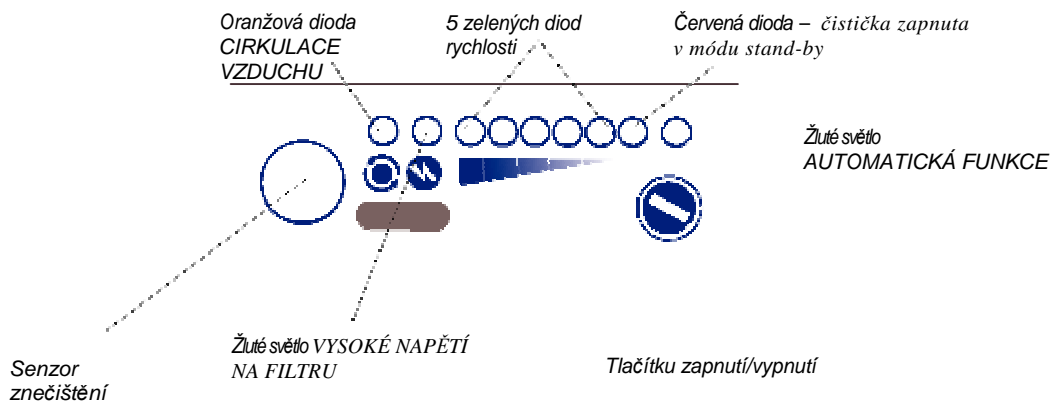 Oranžová dioda
CIRKULACE
VZDUCHU
5 zelených diod
rychlosti
Červená dioda – čistička zapnuta
v módu stand-by
Žluté světlo
AUTOMATICKÁ FUNKCE
Žluté světlo VYSOKÉ NAPĚTÍ
NA FILTRU
Tlačítku zapnutí/vypnutí
Senzor
znečištění